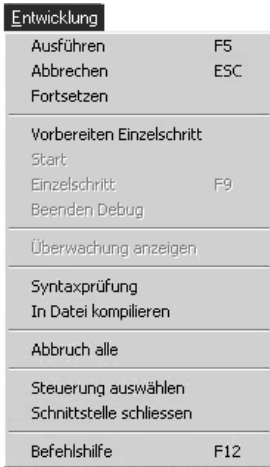 Entwicklung
Ausführen F5
Abbrechen ESC
Fortsetzen
Vorbereiten Einzelschritt
Start
Einzelschritt F9
Beenden Debug
Überwachung anzeigen
Syntaxprüfung
In Datei kompilieren
Abbruch alle
Steuerung auswählen
Schnittstelle schliessen
Befehlshilfe F12